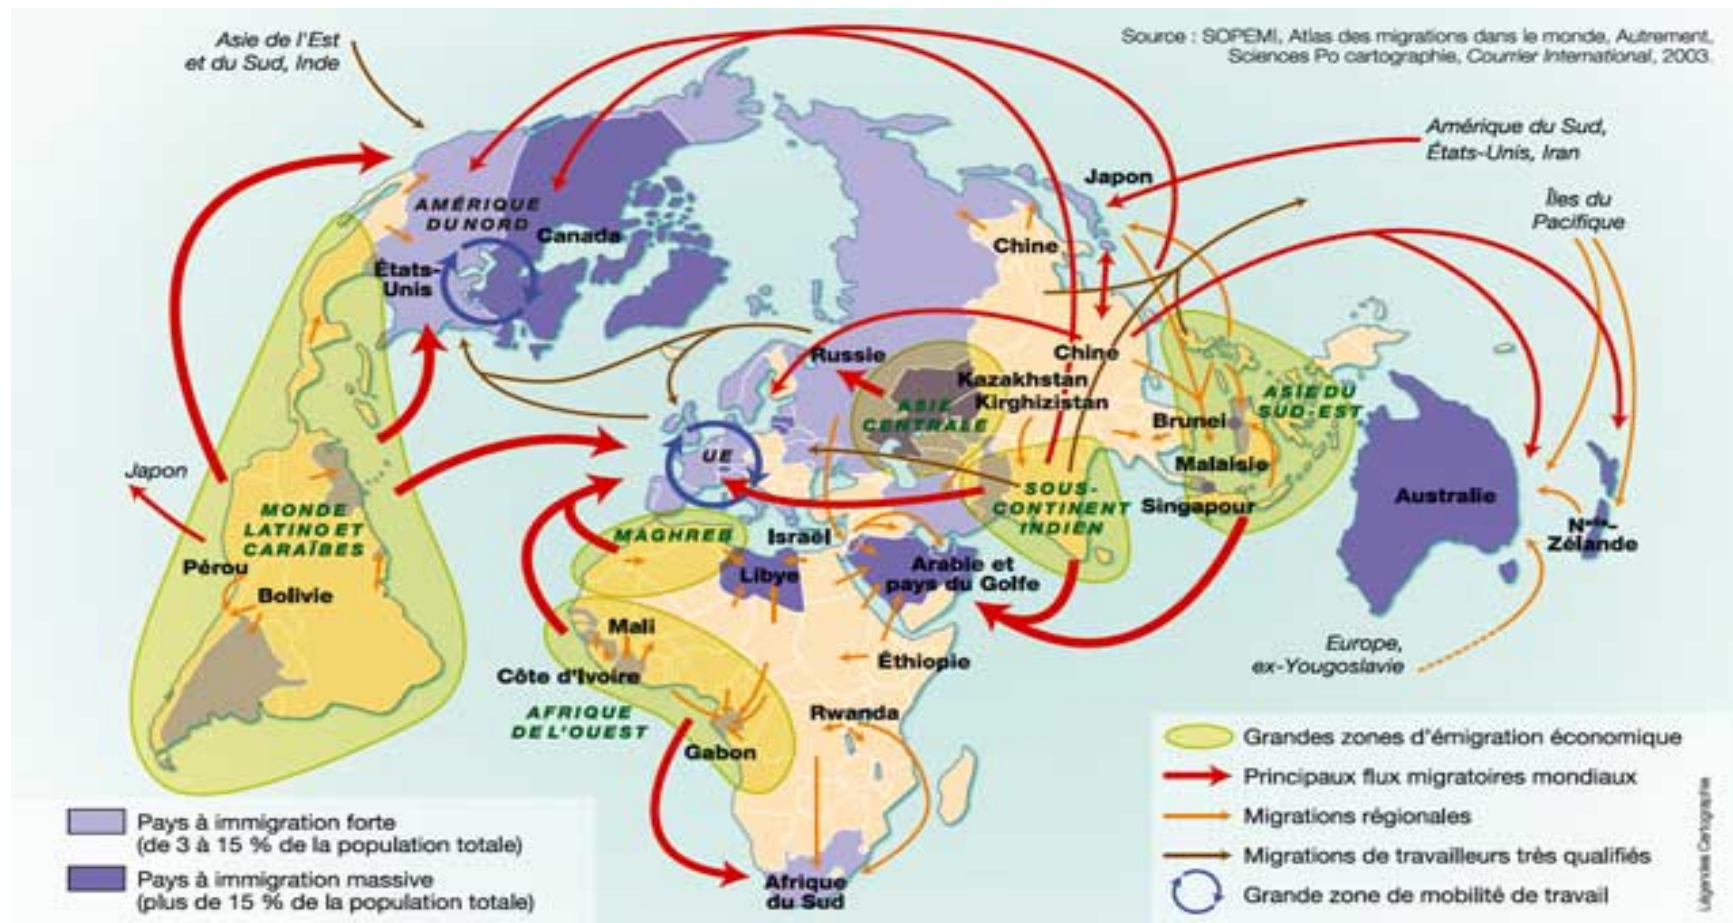 Asie de l'Est
et du Sud, Inde
Source : SOPEMI, Atlas des migrations dans le monde, Autrement,
Sciences Po cartographie, Courrier International, 2003.
Amérique du Sud,
États-Unis, Iran
Japon
Îles du
Pacifique
AMÉRIQUE
DU NORD
Canada
Chine
États-
Unis
Russie
Chine
Kazakhstan
Kirghizistan
ASIE
CENTRALE
ASIE DU
SUD-EST
Brunei
UE
Malaisie
Japon
SOUS-
CONTINENT
INDIEN
Singapour
Australie
MONDE
LATINO ET
CARAÏBES
MAGHREB
Israël
Nelle-
Zélande
Pérou
Libye
Arabie et
pays du Golfe
Bolivie
Mali
Europe,
ex-Yougoslavie
Éthiopie
Côte d'Ivoire
AFRIQUE
DE L'OUEST
Rwanda
Gabon
Afrique
du Sud
Pays à immigration forte
(de 3 à 15 % de la population totale)
Pays à immigration massive
(plus de 15 % de la population totale)
Grandes zones d'émigration économique
Principaux flux migratoires mondiaux
Migrations régionales
Migrations de travailleurs très qualifiés
Grande zone de mobilité de travail
Légendes Cartographie